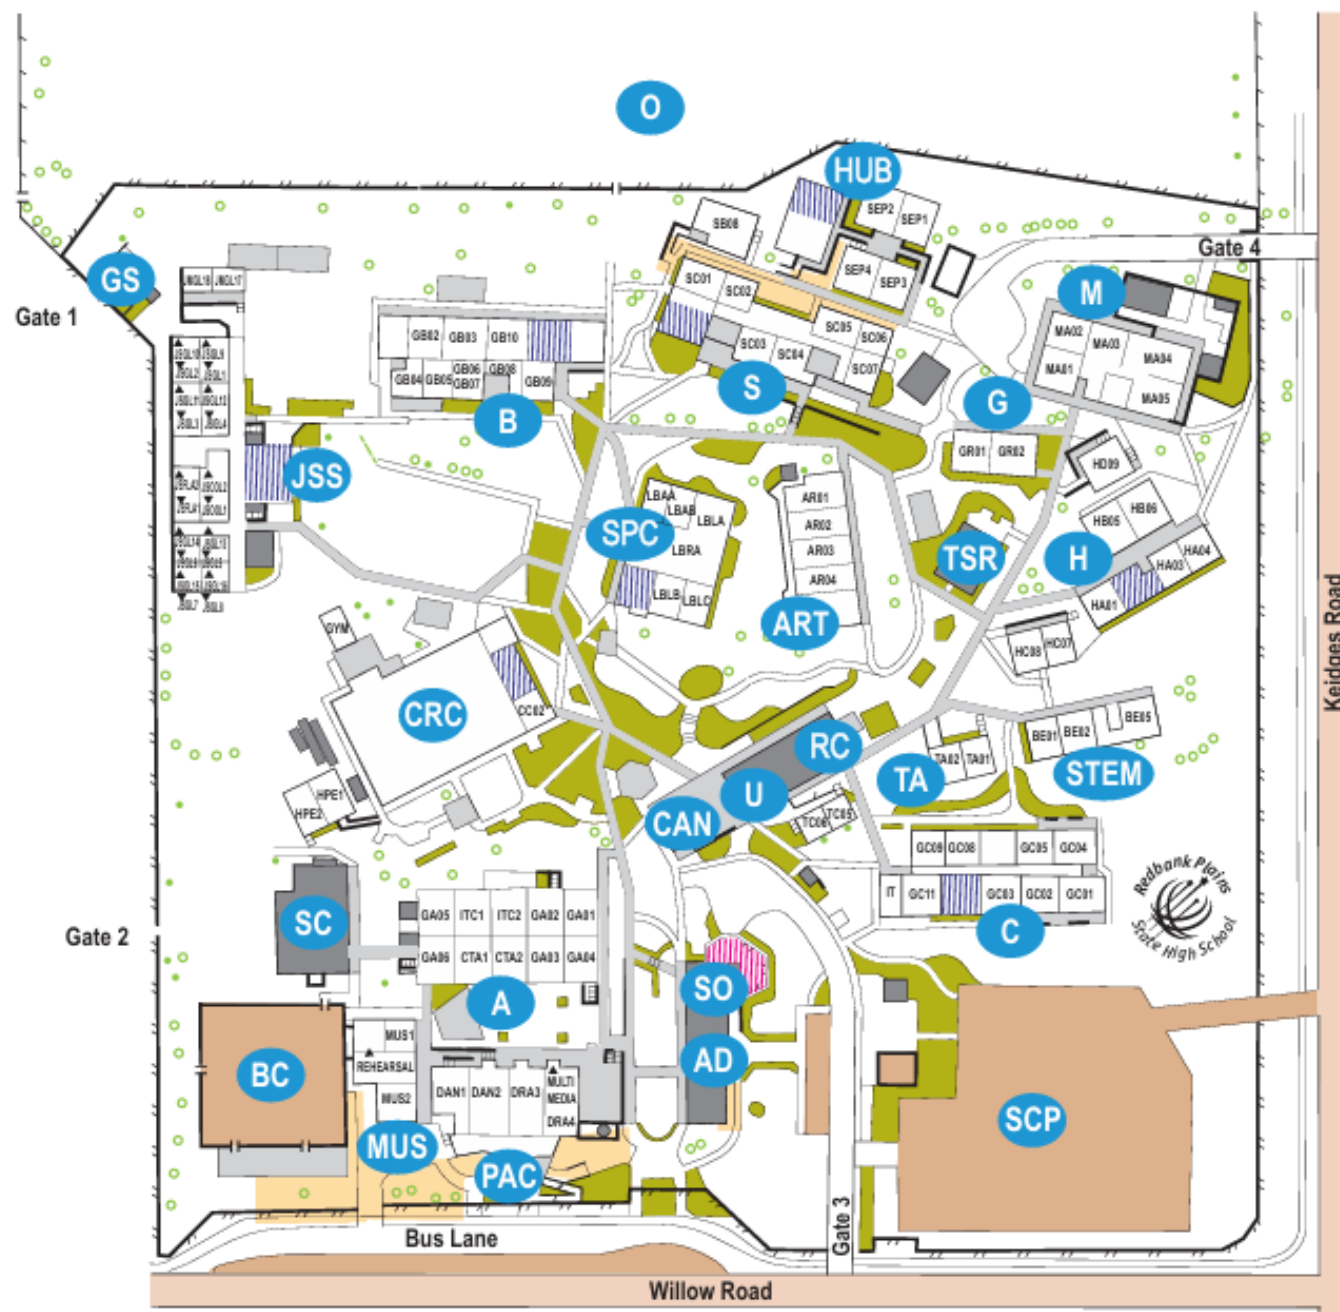 O
HUB
SEP2
SEP1
SB08
Gate 4
GS
JMGL18 JMGL17
SEP4
SEP3
SC01
SC02
M
Gate 1
GB02
GB03
GB10
SC05
SC06
MA02
MA03
MA04
SC03
SC04
SC07
MA01
MA05
GB04
GB05
GB06
GB07
GB08
GB09
S
G
B
GR01
GR02
HD09
JSS
LBAA
LBAB
LBLA
AR01
HB05
HB06
SPC
AR02
LBRA
AR03
TSR
H
HA03
HA04
AR04
LBLB
LBLC
HA01
ART
GYM
HC08
HC07
CRC
CC02
RC
BE01
BE02
BE05
TA02
TA01
STEM
TA
U
HPE1
HPE2
CAN
TC06
TC05
GC09
GC08
GC05
GC04
Redbank Plains
State High School
Keidges Road
IT
GC11
GC03
GC02
GC01
C
SC
GA05
ITC1
ITC2
GA02
GA01
Gate 2
GA06
CTA1
CTA2
GA03
GA04
A
SO
MUS1
REHEARSAL
MUS2
BC
AD
DAN1
DAN2
DRA3
MULTI
MEDIA
DRA4
SCP
MUS
PAC
Gate 3
Bus Lane
Willow Road